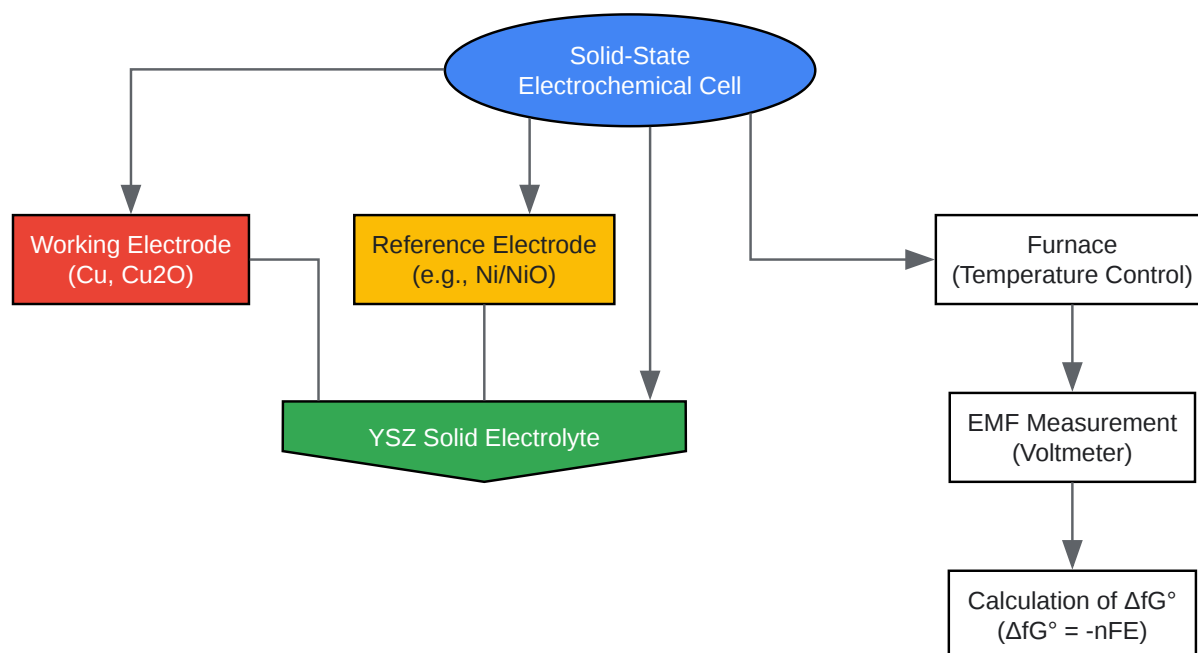 Solid-State
Electrochemical Cell
Working Electrode
(Cu, Cu2O)
Reference Electrode
(e.g., Ni/NiO)
Furnace
(Temperature Control)
YSZ Solid Electrolyte
EMF Measurement
(Voltmeter)
Calculation of ΔfG°
(ΔfG° = -nFE)